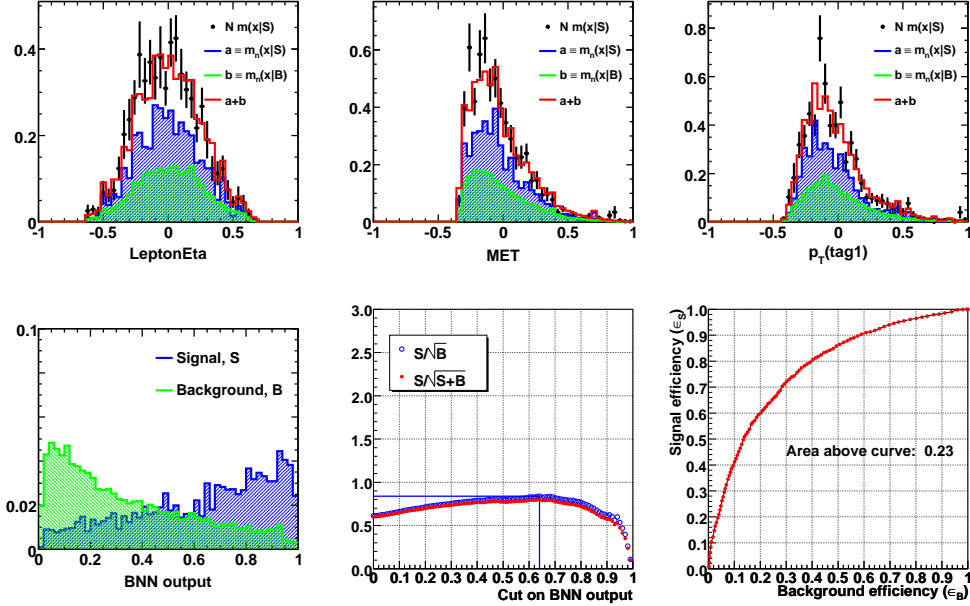 0.4
0.2
0
-1 -0.5 0 0.5 1
LeptonEta
N m(x|S)
a ≡ mₙ(x|S)
b ≡ mₙ(x|B)
a+b
0.6
0.4
0.2
0
-1 -0.5 0 0.5 1
MET
N m(x|S)
a ≡ mₙ(x|S)
b ≡ mₙ(x|B)
a+b
0.8
0.6
0.4
0.2
0
-1 -0.5 0 0.5 1
p_T(tag1)
N m(x|S)
a ≡ mₙ(x|S)
b ≡ mₙ(x|B)
a+b
0.1
0.02
0
0 0.2 0.4 0.6 0.8 1
BNN output
Signal, S
Background, B
3.0
2.5
2.0
1.5
1.0
0.5
0.0
0 0.1 0.2 0.3 0.4 0.5 0.6 0.7 0.8 0.9 1
Cut on BNN output
S/√B
S/√S+B
Signal efficiency (ε_S)
1.0
0.9
0.8
0.7
0.6
0.5
0.4
0.3
0.2
0.1
0.0
0 0.1 0.2 0.3 0.4 0.5 0.6 0.7 0.8 0.9 1
Background efficiency (ε_B)
Area above curve: 0.23